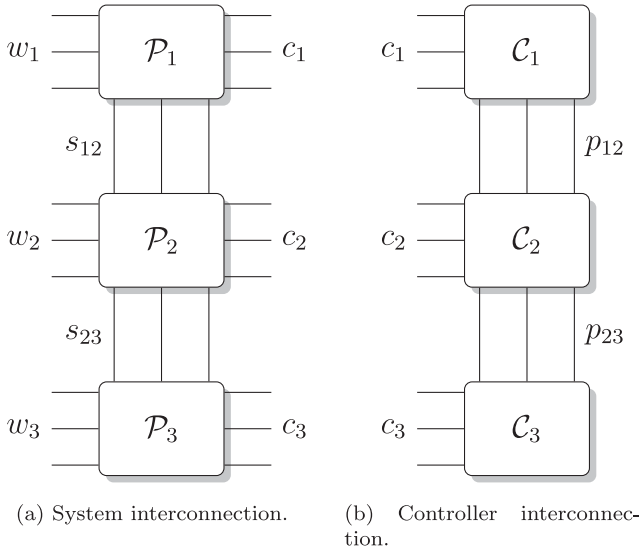 w₁ 𝒫₁ c₁ c₁ 𝒞₁
s₁₂ p₁₂
w₂ 𝒫₂ c₂ c₂ 𝒞₂
s₂₃ p₂₃
w₃ 𝒫₃ c₃ c₃ 𝒞₃
(a) System interconnection.
(b) Controller interconnec-
tion.